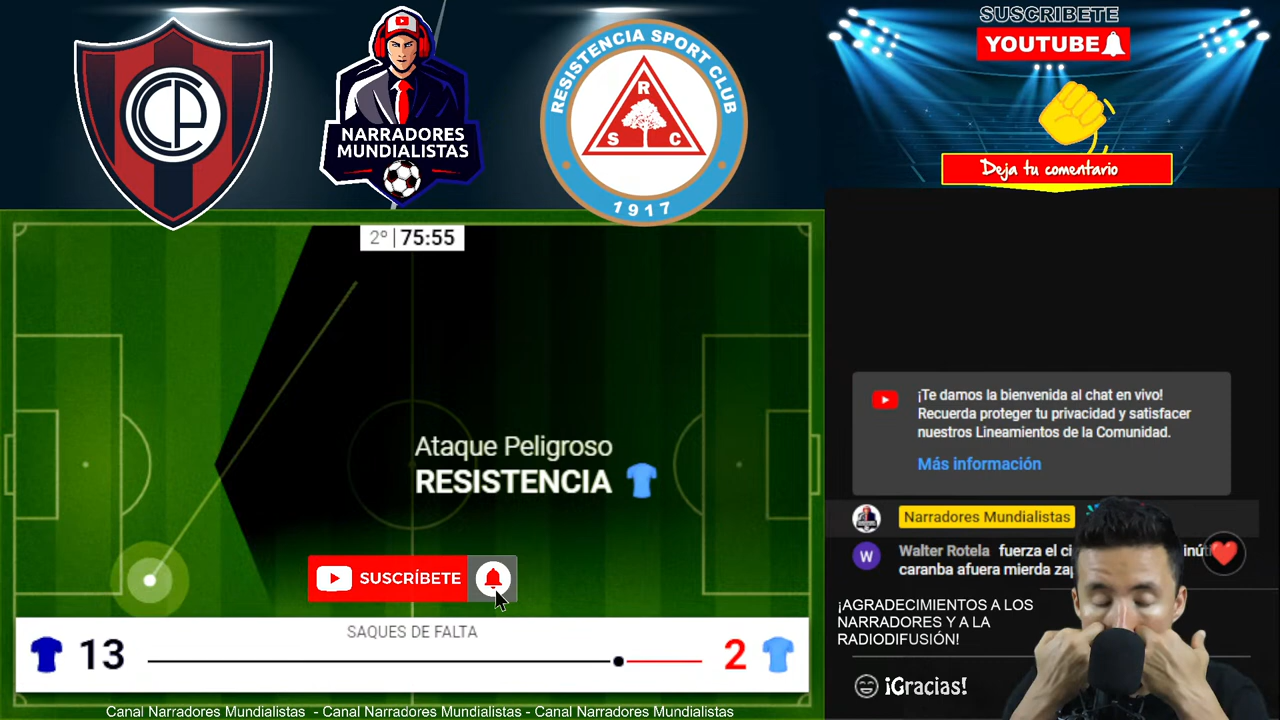 CCP
NARRADORES
MUNDIALISTAS
RESISTENCIA SPORT CLUB
R
S C
1917
SUSCRIBETE
YOUTUBE
Deja tu comentario
2º | 75:55
Ataque Peligroso
RESISTENCIA
SUSCRÍBETE
SAQUES DE FALTA
13
2
Canal Narradores Mundialistas - Canal Narradores Mundialistas - Canal Narradores Mundialistas
¡Te damos la bienvenida al chat en vivo!
Recuerda proteger tu privacidad y satisfacer
nuestros Lineamientos de la Comunidad.
Más información
Narradores Mundialistas
W
Walter Rotela fuerza el
caranba afuera mierda
¡AGRADECIMIENTOS A LOS
NARRADORES Y A LA
RADIODIFUSIÓN!
¡Gracias!